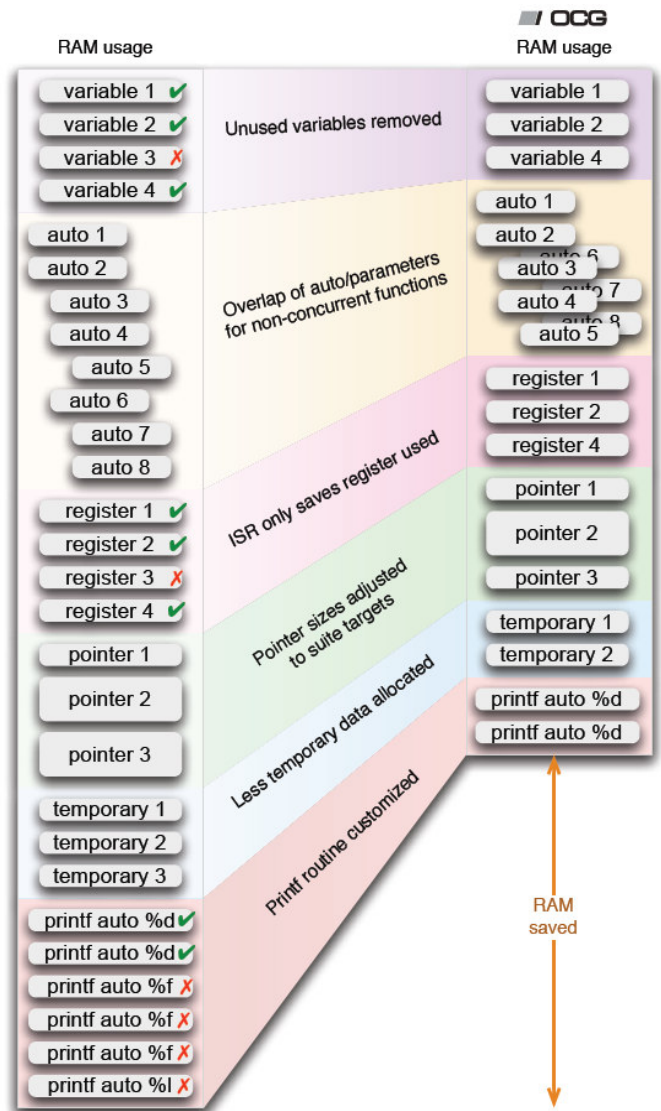 OCG
RAM usage
RAM usage
variable 1
variable 2
variable 3
variable 4
auto 1
auto 2
auto 3
auto 4
auto 5
auto 6
auto 7
auto 8
register 1
register 2
register 3
register 4
pointer 1
pointer 2
pointer 3
temporary 1
temporary 2
temporary 3
printf auto %d
printf auto %d
printf auto %f
printf auto %f
printf auto %f
printf auto %l
Unused variables removed
Overlap of auto/parameters
for non-concurrent functions
ISR only saves register used
Pointer sizes adjusted
to suite targets
Less temporary data allocated
Printf routine customized
variable 1
variable 2
variable 4
auto 1
auto 2
auto 6
auto 3
auto 7
auto 4
auto 8
auto 5
register 1
register 2
register 4
pointer 1
pointer 2
pointer 3
temporary 1
temporary 2
printf auto %d
printf auto %d
RAM
saved